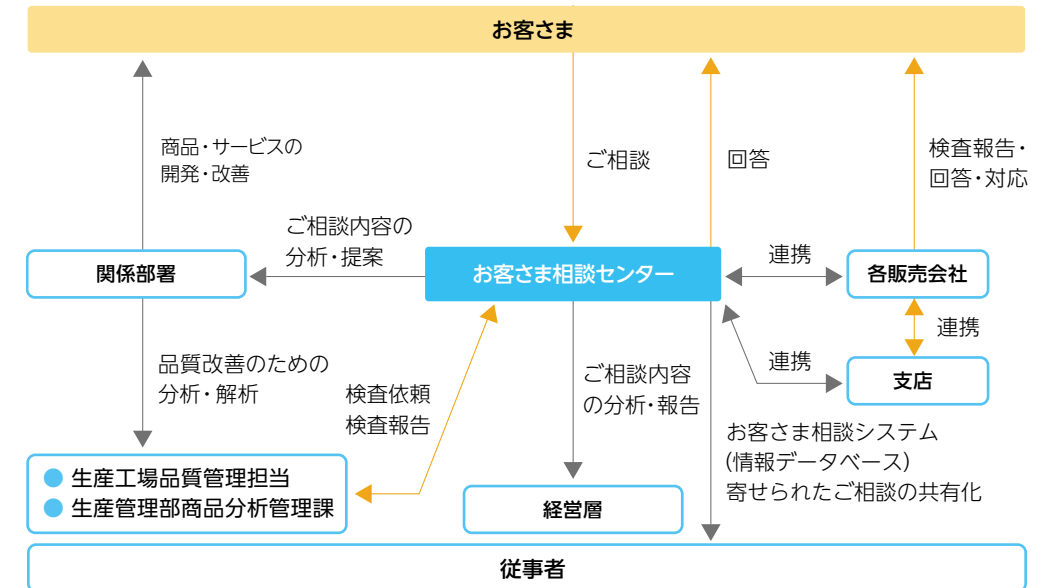 お客さま
商品・サービスの
開発・改善
ご相談
回答
検査報告・
回答・対応
ご相談内容の
分析・提案
関係部署
お客さま相談センター
連携
各販売会社
連携
支店
連携
品質改善のための
分析・解析
検査依頼
検査報告
ご相談内容
の分析・報告
お客さま相談システム
(情報データベース)
寄せられたご相談の共有化
● 生産工場品質管理担当
● 生産管理部商品分析管理課
経営層
従事者